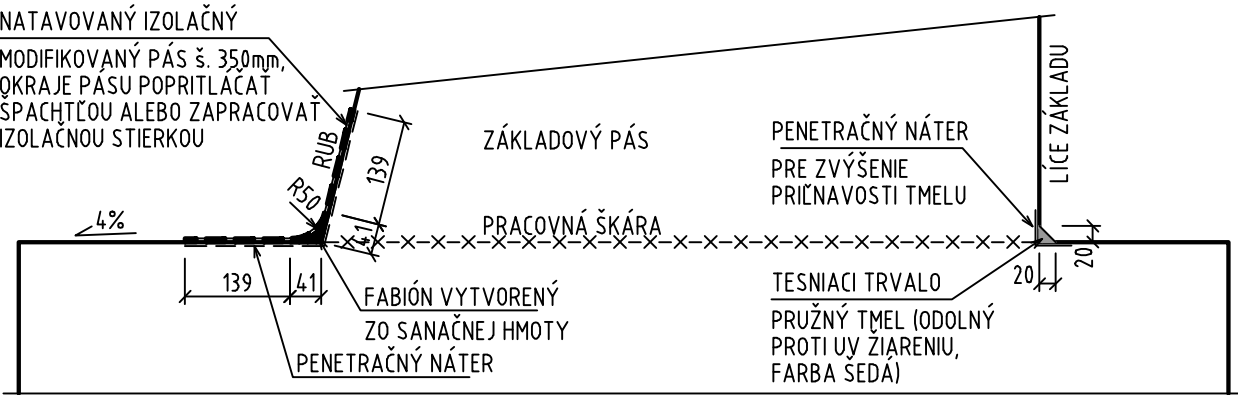 NATAVOVANÝ IZOLAČNÝ
MODIFIKOVANÝ PÁS š. 350mm,
OKRAJE PÁSU POPRITLÁČAŤ
ŠPACHTĽOU ALEBO ZAPRACOVAŤ
IZOLAČNOU STIERKOU
RUB
139
R50
41
4%
139
41
ZÁKLADOVÝ PÁS
PRACOVNÁ ŠKÁRA
FABIÓN VYTVORENÝ
ZO SANAČNEJ HMOTY
PENETRAČNÝ NÁTER
PENETRAČNÝ NÁTER
PRE ZVÝŠENIE
PRIĽNAVOSTI TMELU
LÍCE ZÁKLADU
20
20
TESNIACI TRVALO
PRUŽNÝ TMEL (ODOLNÝ
PROTI UV ŽIARENIU,
FARBA ŠEDÁ)